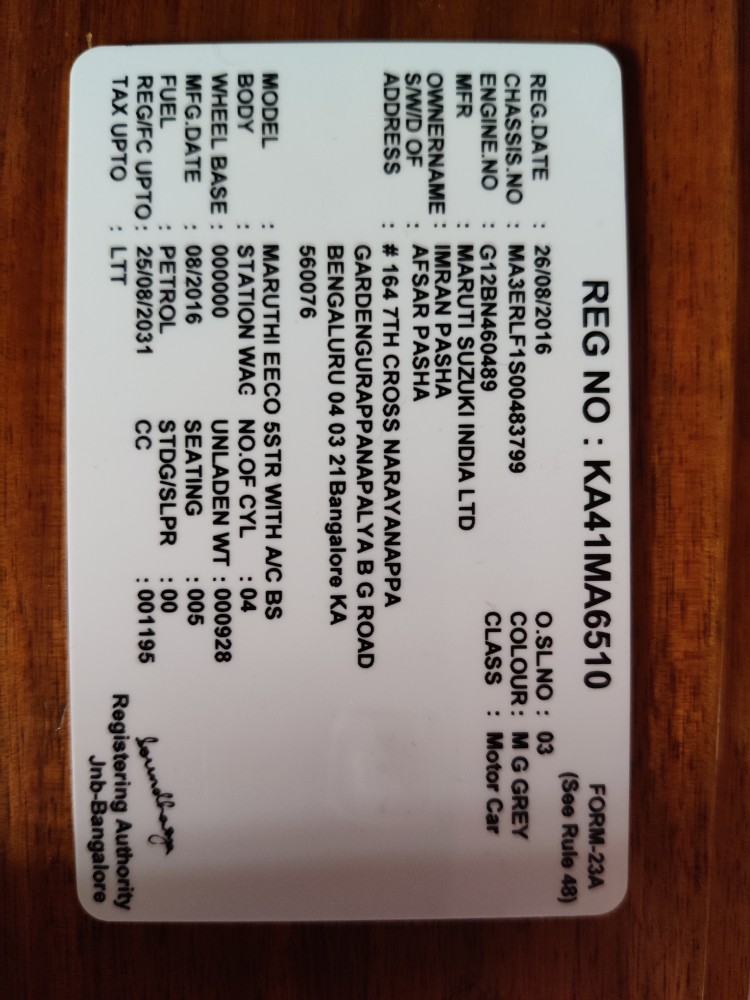 FORM-23A
(See Rule 48)
REG NO : KA41MA6510
REG.DATE : 26/08/2016 O.SL.NO : 03
CHASSIS.NO : MA3ERLF1S00483799 COLOUR : M G GREY
ENGINE.NO : G12BN460489 CLASS : Motor Car
MFR : MARUTI SUZUKI INDIA LTD
OWNERNAME : IMRAN PASHA
S/W/D OF : AFSAR PASHA
ADDRESS : # 164 7TH CROSS NARAYANAPPA
GARDENGURAPPANAPALYA B G ROAD
BENGALURU 04 03 21Bangalore KA
560076
MODEL : MARUTHI EECO 5STR WITH A/C BS
BODY : STATION WAG NO.OF CYL : 04
WHEEL BASE : 000000 UNLADEN WT : 000928
MFG.DATE : 08/2016 SEATING : 005
FUEL : PETROL STDG/SLPR : 00
REG/FC UPTO : 25/08/2031 CC : 001195
TAX UPTO : LTT
Registering Authority
Jnb-Bangalore